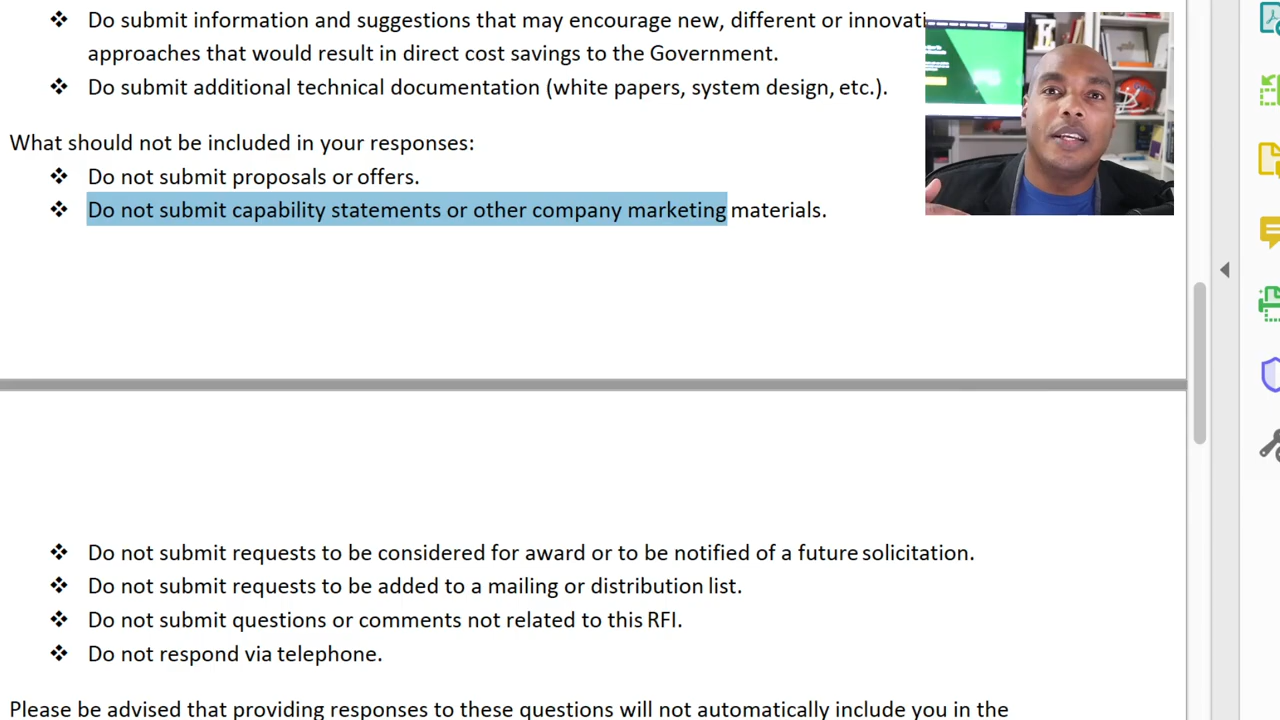 ❖ Do submit information and suggestions that may encourage new, different or innovati
approaches that would result in direct cost savings to the Government.
❖ Do submit additional technical documentation (white papers, system design, etc.).
What should not be included in your responses:
❖ Do not submit proposals or offers.
❖ Do not submit capability statements or other company marketing materials.
❖ Do not submit requests to be considered for award or to be notified of a future solicitation.
❖ Do not submit requests to be added to a mailing or distribution list.
❖ Do not submit questions or comments not related to this RFI.
❖ Do not respond via telephone.
Please be advised that providing responses to these questions will not automatically include you in the